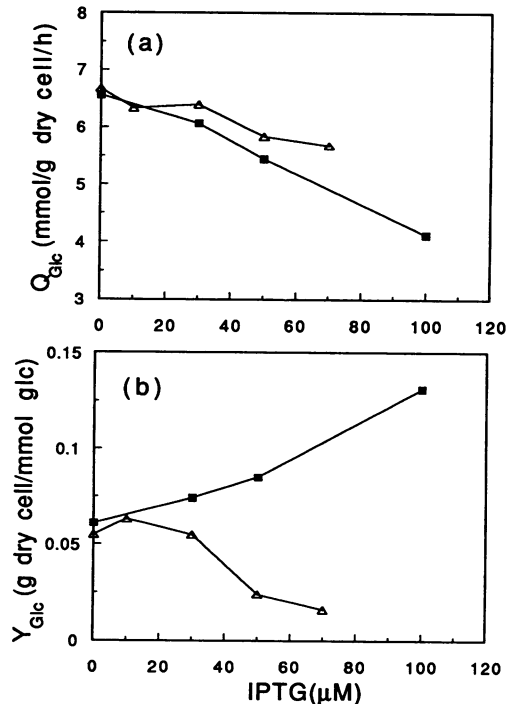 (a)
Q_Glc (mmol/g dry cell/h)
8
7
6
5
4
3
0 20 40 60 80 100 120
(b)
Y_Glc (g dry cell/mmol glc)
0.15
0.1
0.05
0
0 20 40 60 80 100 120
IPTG(μM)